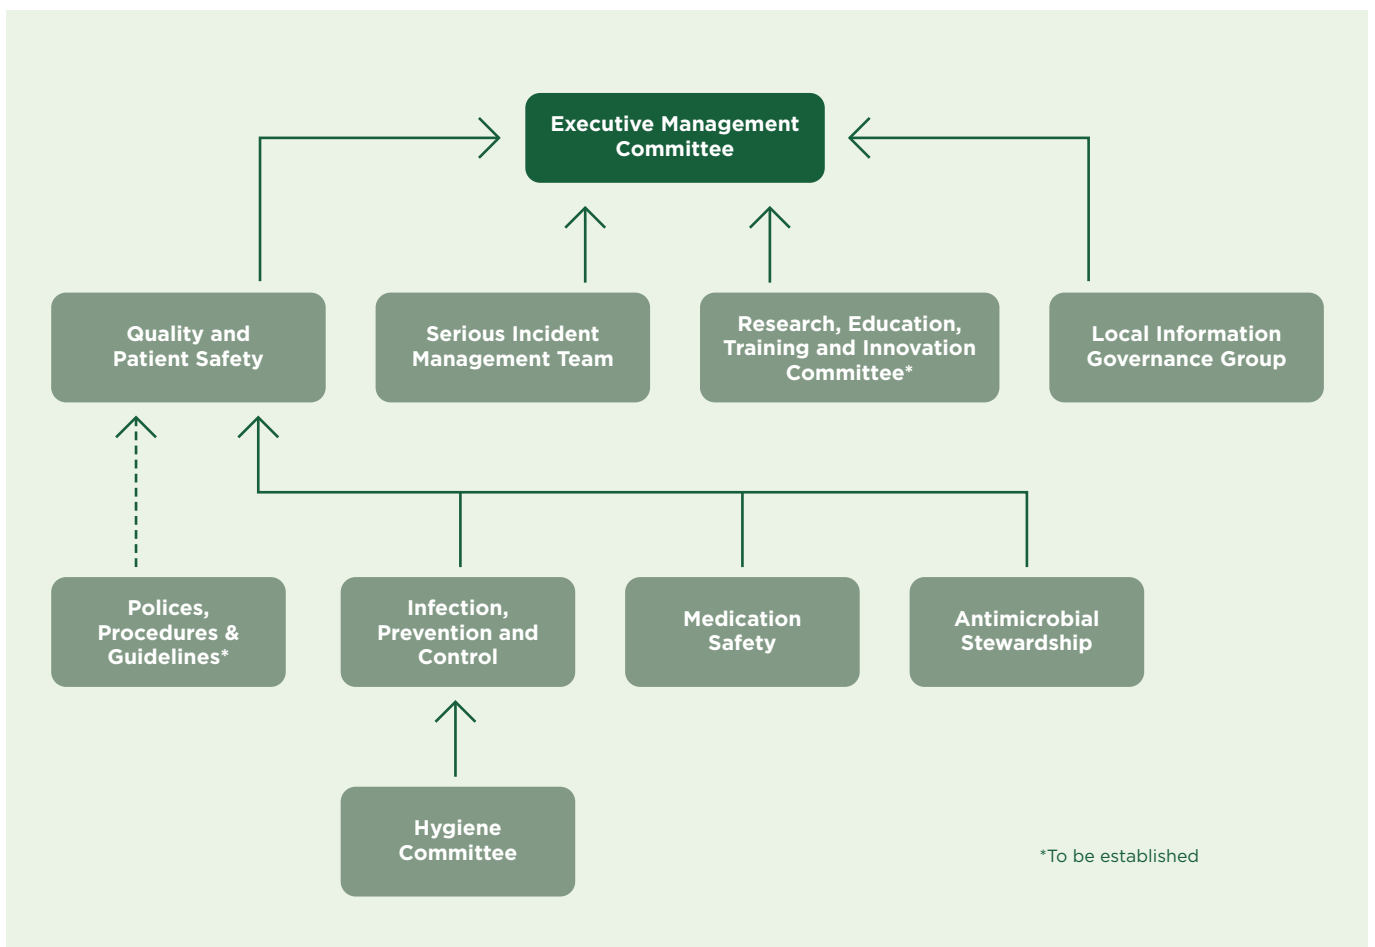 Executive Management
Committee
Quality and
Patient Safety
Serious Incident
Management Team
Research, Education,
Training and Innovation
Committee*
Local Information
Governance Group
Polices,
Procedures &
Guidelines*
Infection,
Prevention and
Control
Medication
Safety
Antimicrobial
Stewardship
Hygiene
Committee
*To be established